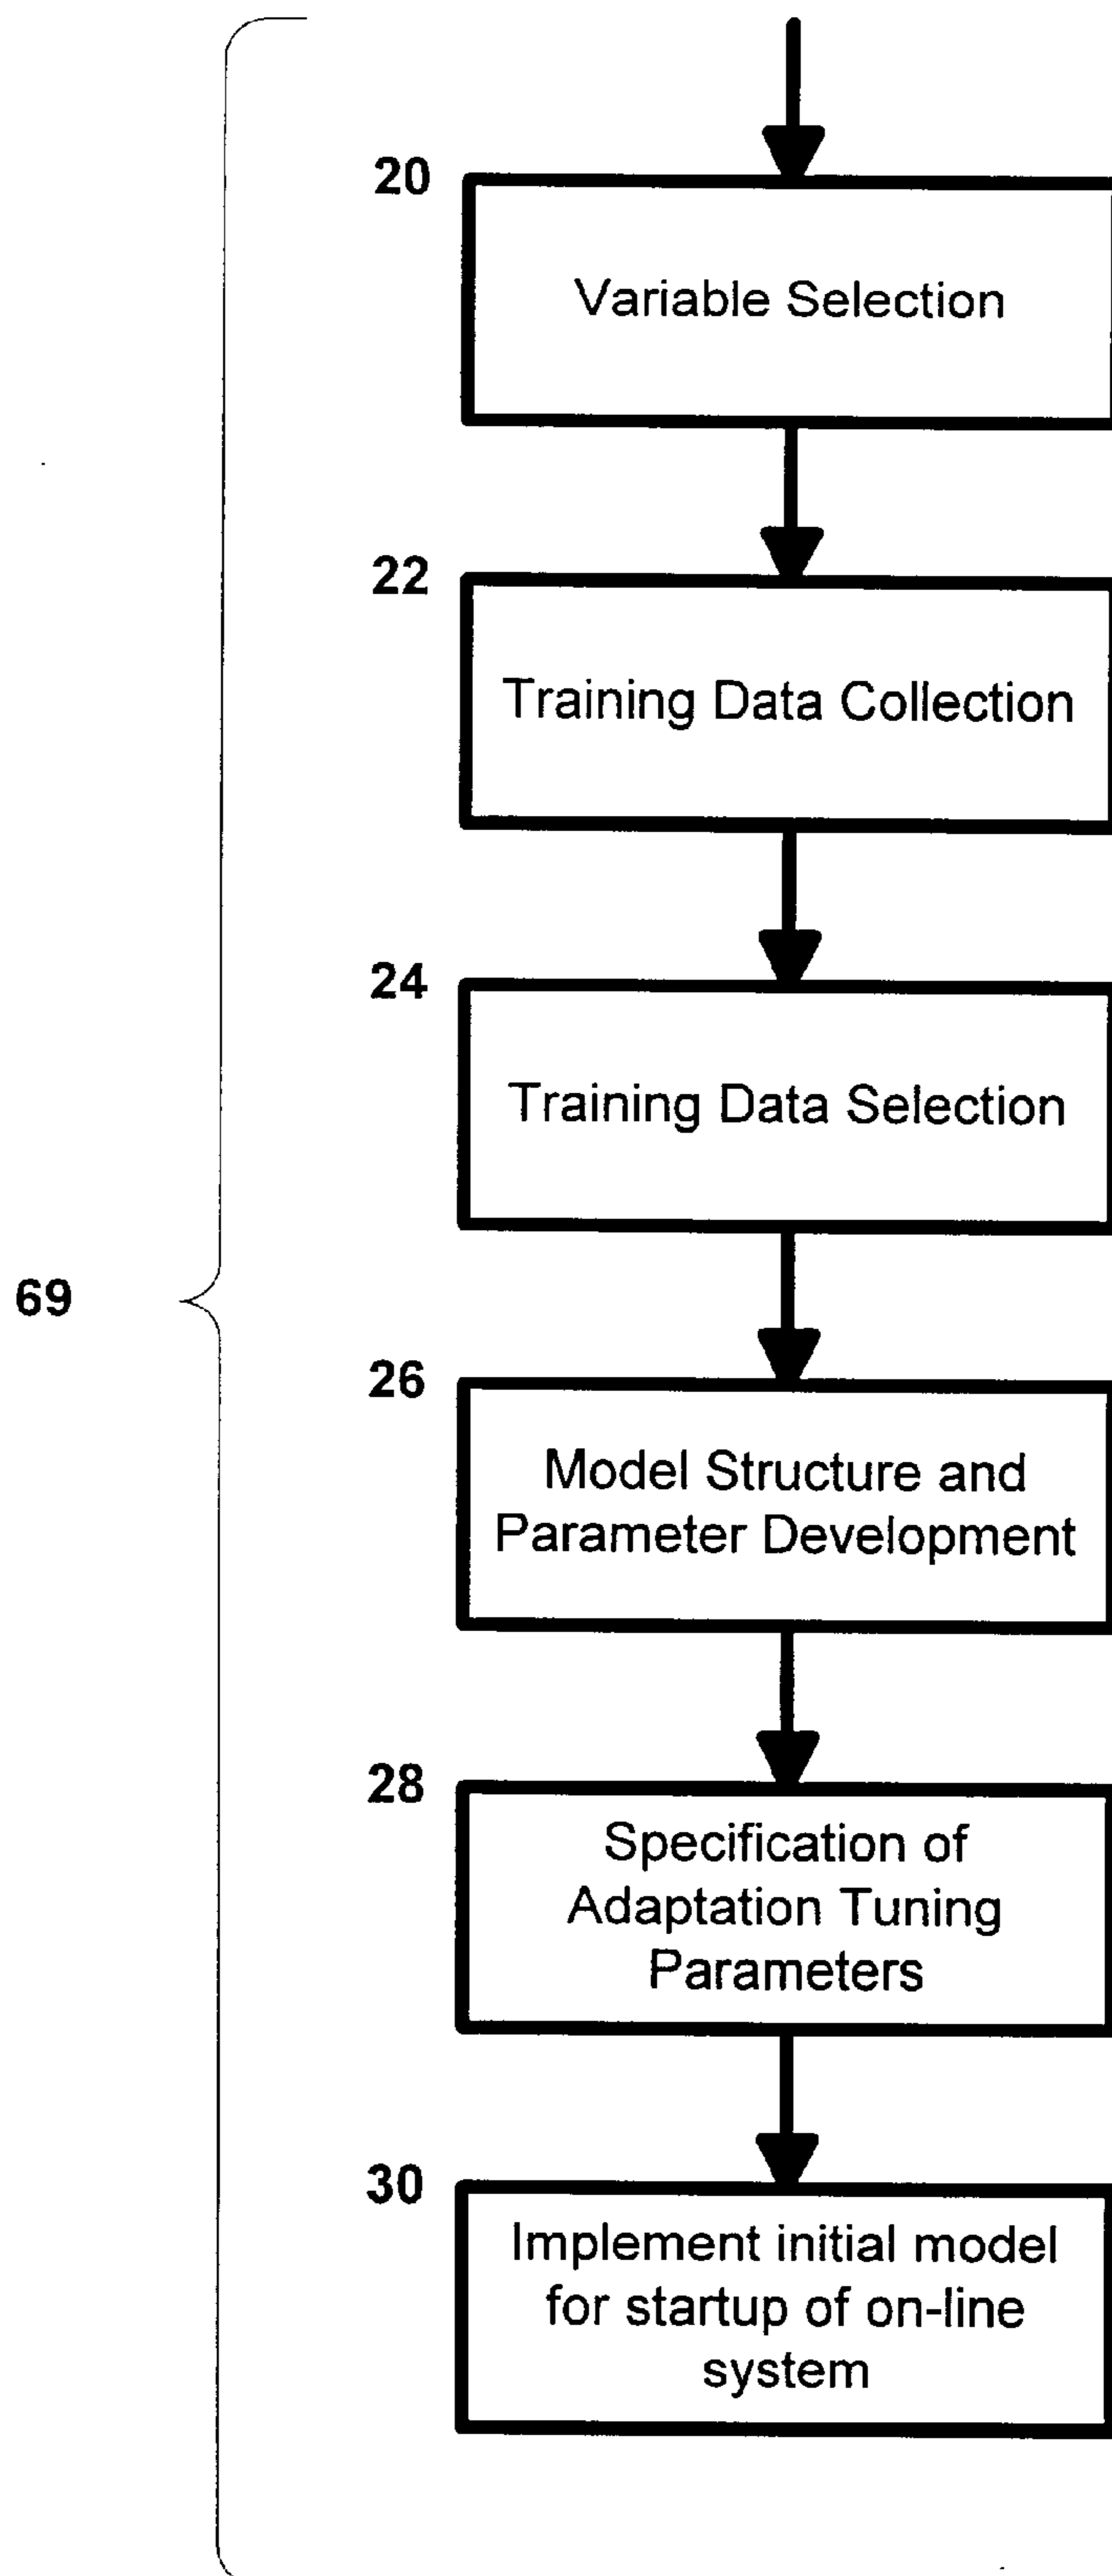 20
Variable Selection
22
Training Data Collection
24
Training Data Selection
69
26
Model Structure and
Parameter Development
28
Specification of
Adaptation Tuning
Parameters
30
Implement initial model
for startup of on-line
system